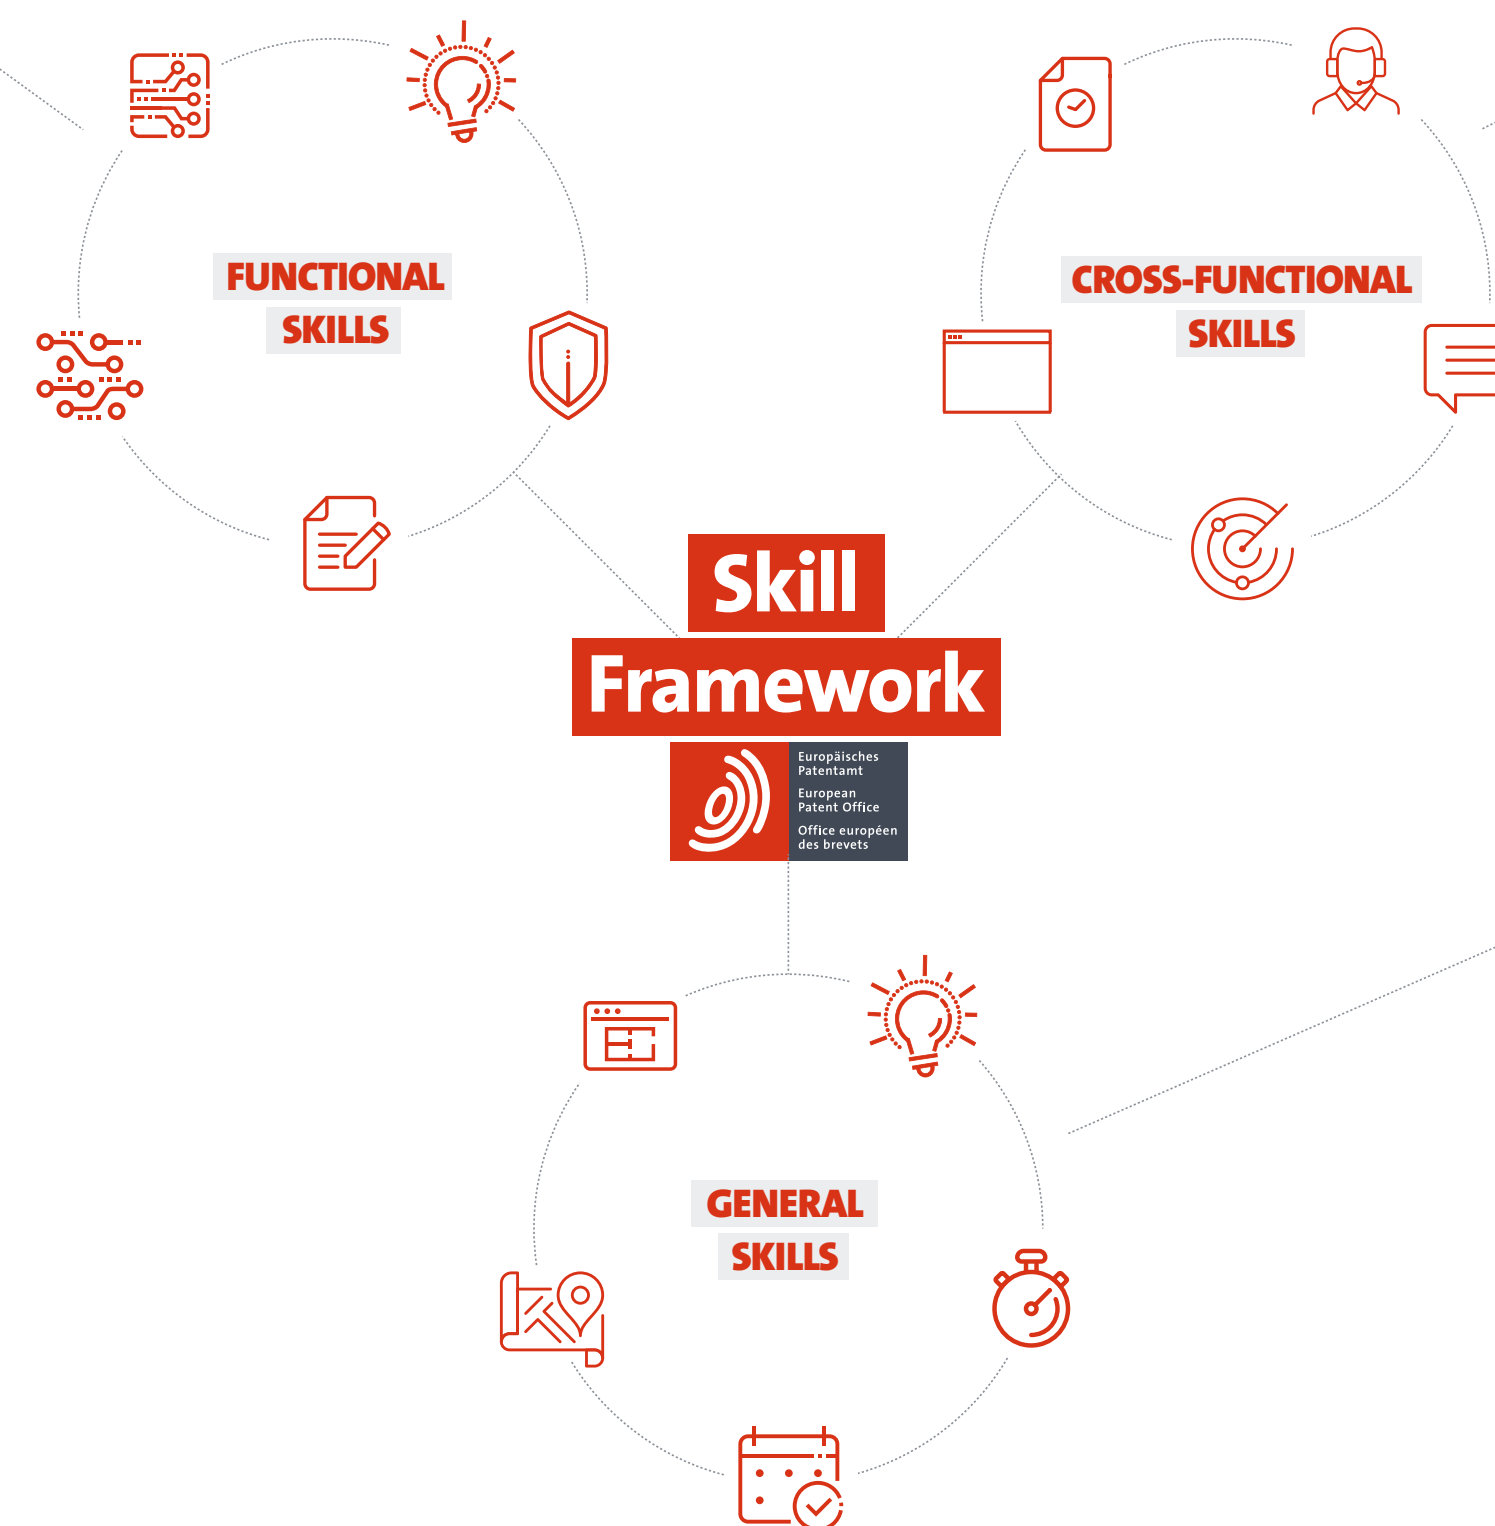 FUNCTIONAL
SKILLS
CROSS-FUNCTIONAL
SKILLS
Skill
Framework
Europäisches
Patentamt
European
Patent Office
Office européen
des brevets
GENERAL
SKILLS